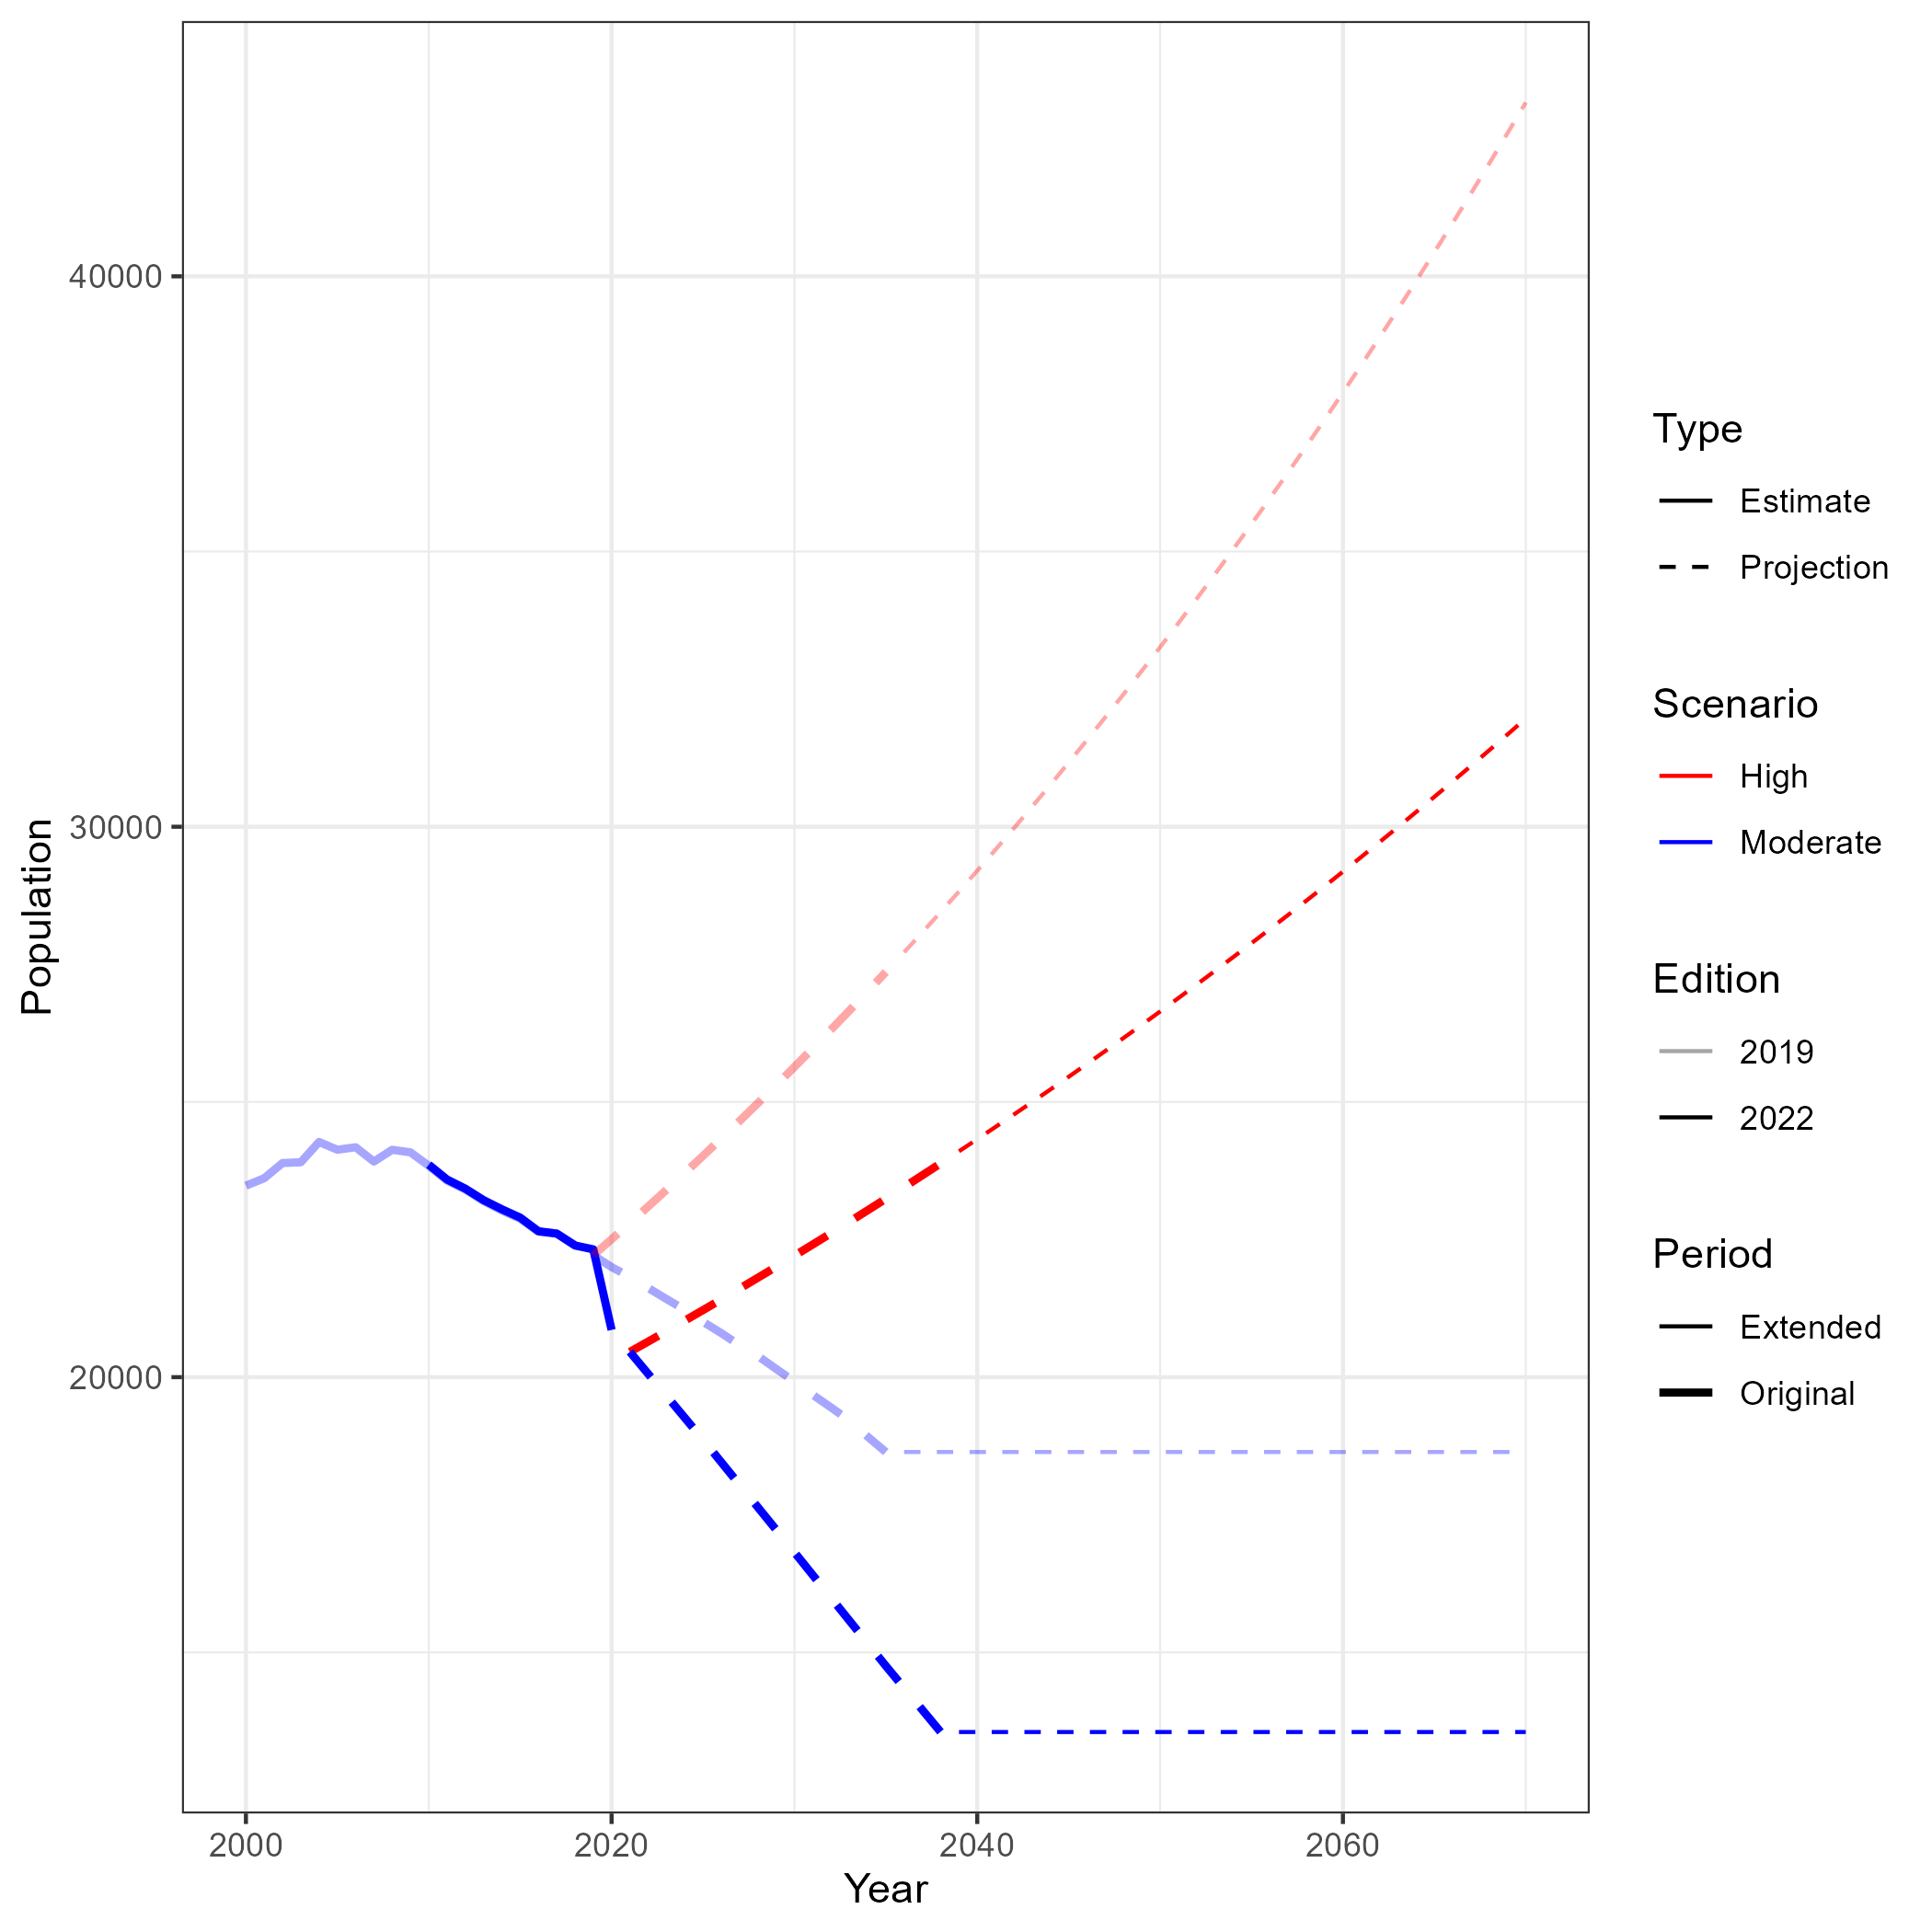 40000
30000
20000
Population
2000 2020 2040 2060
Year
Type
Estimate
Projection
Scenario
High
Moderate
Edition
2019
2022
Period
Extended
Original